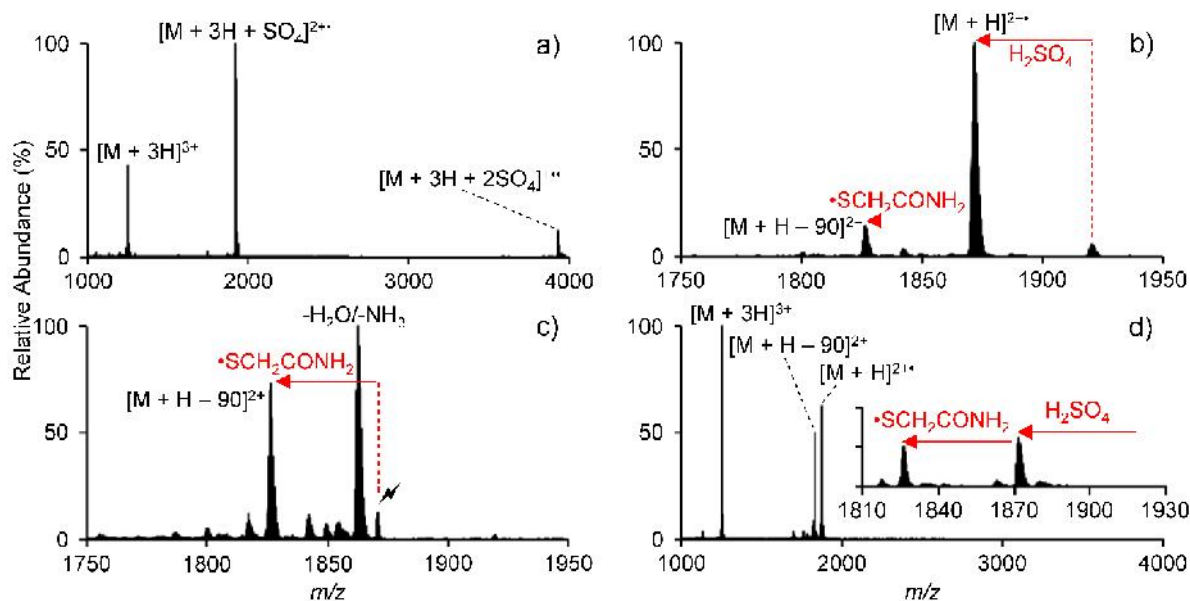 [M + 3H + SO₄]²⁺•
a)
100
50
0
[M + 3H]³⁺
[M + 3H + 2SO₄]
1000 2000 3000 4000
Relative Abundance (%)
[M + H]²⁻•
b)
H₂SO₄
100
50
0
•SCH₂CONH₂
[M + H – 90]²⁻
1750 1800 1850 1900 1950
-H₂O/-NH₃
c)
100
50
0
•SCH₂CONH₂
[M + H – 90]²⁺
1750 1800 1850 1900 1950
m/z
[M + 3H]³⁺
d)
100
50
0
[M + H – 90]²⁺
[M + H]²⁺•
•SCH₂CONH₂
H₂SO₄
1810 1840 1870 1900 1930
1000 2000 3000 4000
m/z